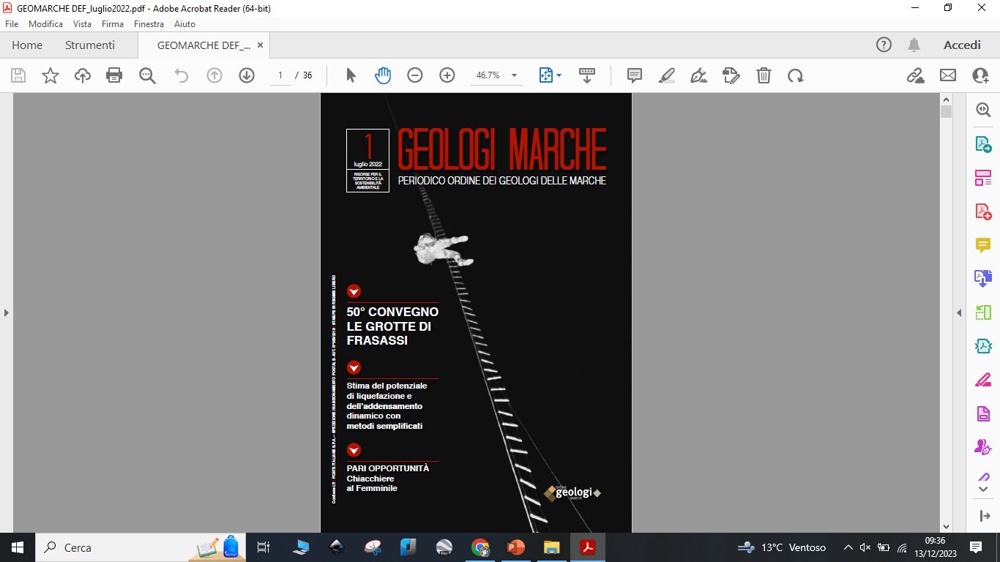 GEOMARCHE DEF_luglio2022.pdf - Adobe Acrobat Reader (64-bit)
File Modifica Vista Firma Finestra Aiuto
Home Strumenti GEOMARCHE DEF_... × Accedi
1 / 36 46.7%
1
luglio 2022
RISORSE PER IL
TERRITORIO E LA
SOSTENIBILITÀ
AMBIENTALE
GEOLOGI MARCHE
PERIODICO ORDINE DEI GEOLOGI DELLE MARCHE
50° CONVEGNO
LE GROTTE DI
FRASASSI
Stima del potenziale
di liquefazione e
dell'addensamento
dinamico con
metodi semplificati
PARI OPPORTUNITÀ
Chiacchiere
al Femminile
ORDINE
geologi
MARCHE
Cerca
Pro
13°C Ventoso
09:36
13/12/2023